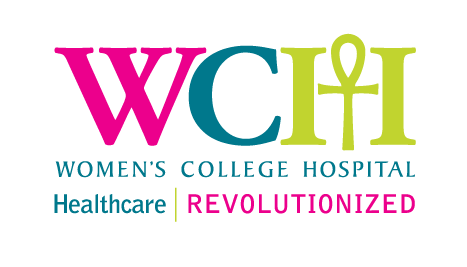 WCH
WOMEN'S COLLEGE HOSPITAL
Healthcare | REVOLUTIONIZED